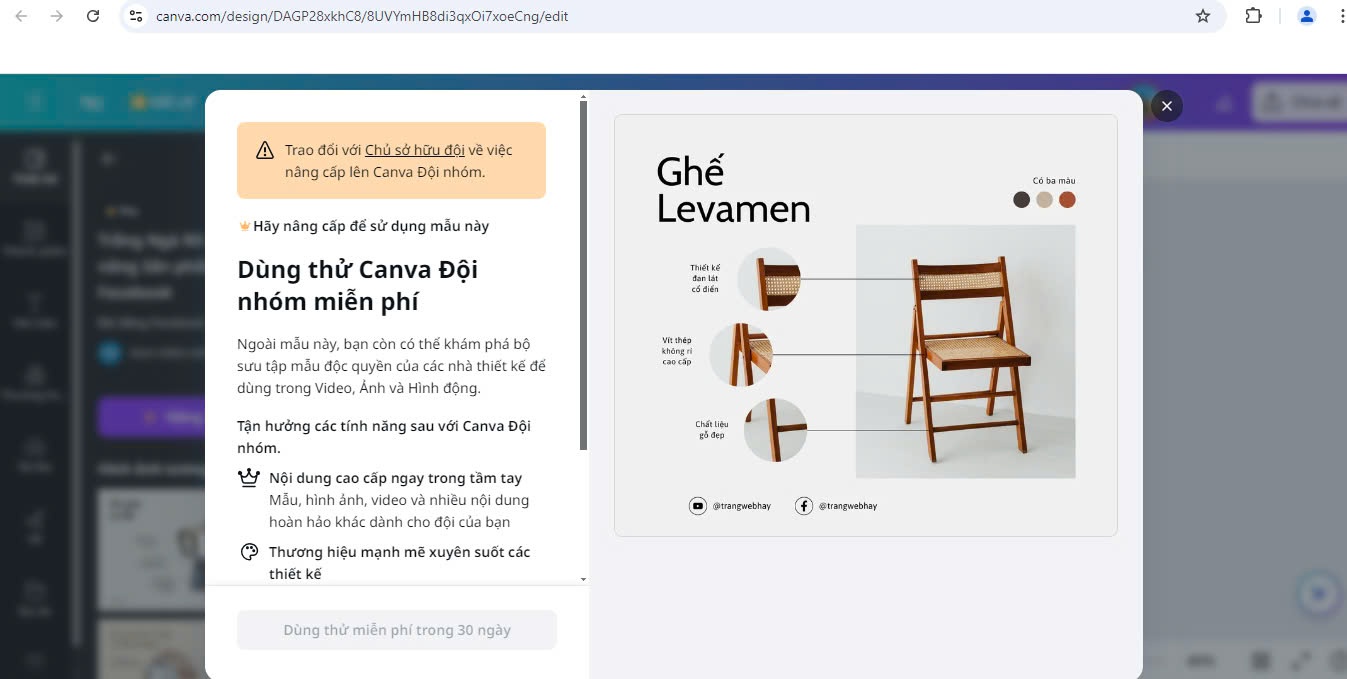 canva.com/design/DAGP28xkhC8/8UVYmHB8di3qxOi7xoeCng/edit
Trao đổi với Chủ sở hữu đội về việc
nâng cấp lên Canva Đội nhóm.
Hãy nâng cấp để sử dụng mẫu này
Dùng thử Canva Đội
nhóm miễn phí
Ngoài mẫu này, bạn còn có thể khám phá bộ
sưu tập mẫu độc quyền của các nhà thiết kế để
dùng trong Video, Ảnh và Hình động.
Tận hưởng các tính năng sau với Canva Đội
nhóm.
Nội dung cao cấp ngay trong tầm tay
Mẫu, hình ảnh, video và nhiều nội dung
hoàn hảo khác dành cho đội của bạn
Thương hiệu mạnh mẽ xuyên suốt các
thiết kế
Dùng thử miễn phí trong 30 ngày
Ghế
Levamen
Có ba màu
Thiết kế
đan lát
cổ điển
Vít thép
không rỉ
cao cấp
Chất liệu
gỗ đẹp
@trangwebhay
@trangwebhay